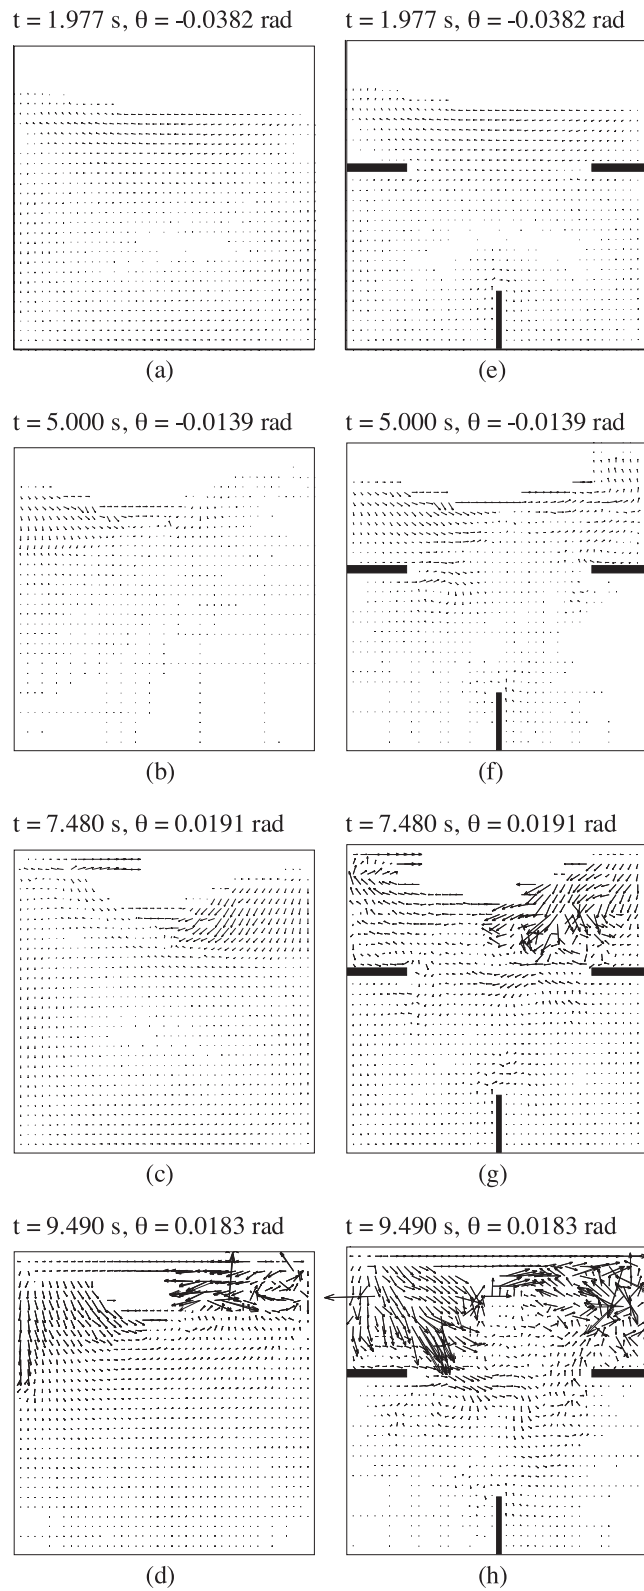 t = 1.977 s, θ = -0.0382 rad
t = 1.977 s, θ = -0.0382 rad
(a)
(e)
t = 5.000 s, θ = -0.0139 rad
t = 5.000 s, θ = -0.0139 rad
(b)
(f)
t = 7.480 s, θ = 0.0191 rad
t = 7.480 s, θ = 0.0191 rad
(c)
(g)
t = 9.490 s, θ = 0.0183 rad
t = 9.490 s, θ = 0.0183 rad
(d)
(h)